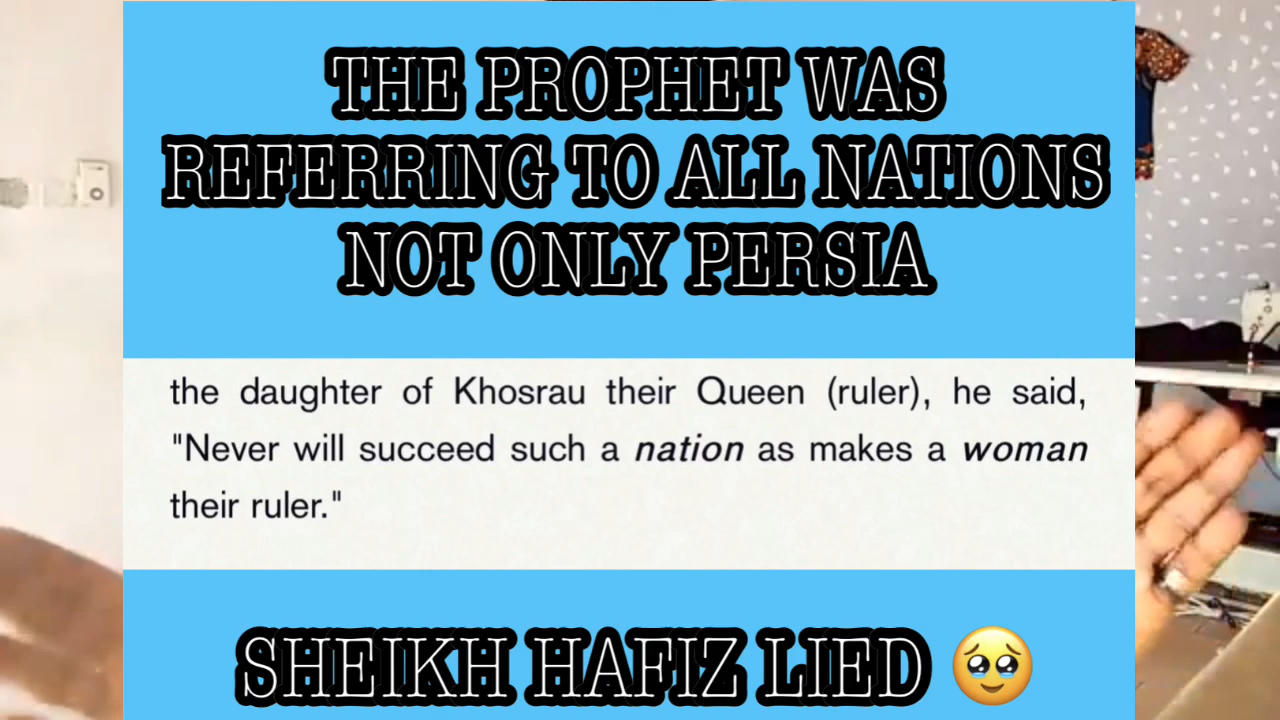 THE PROPHET WAS
REFERRING TO ALL NATIONS
NOT ONLY PERSIA
the daughter of Khosrau their Queen (ruler), he said,
"Never will succeed such a nation as makes a woman
their ruler."
SHEIKH HAFIZ LIED 🥹